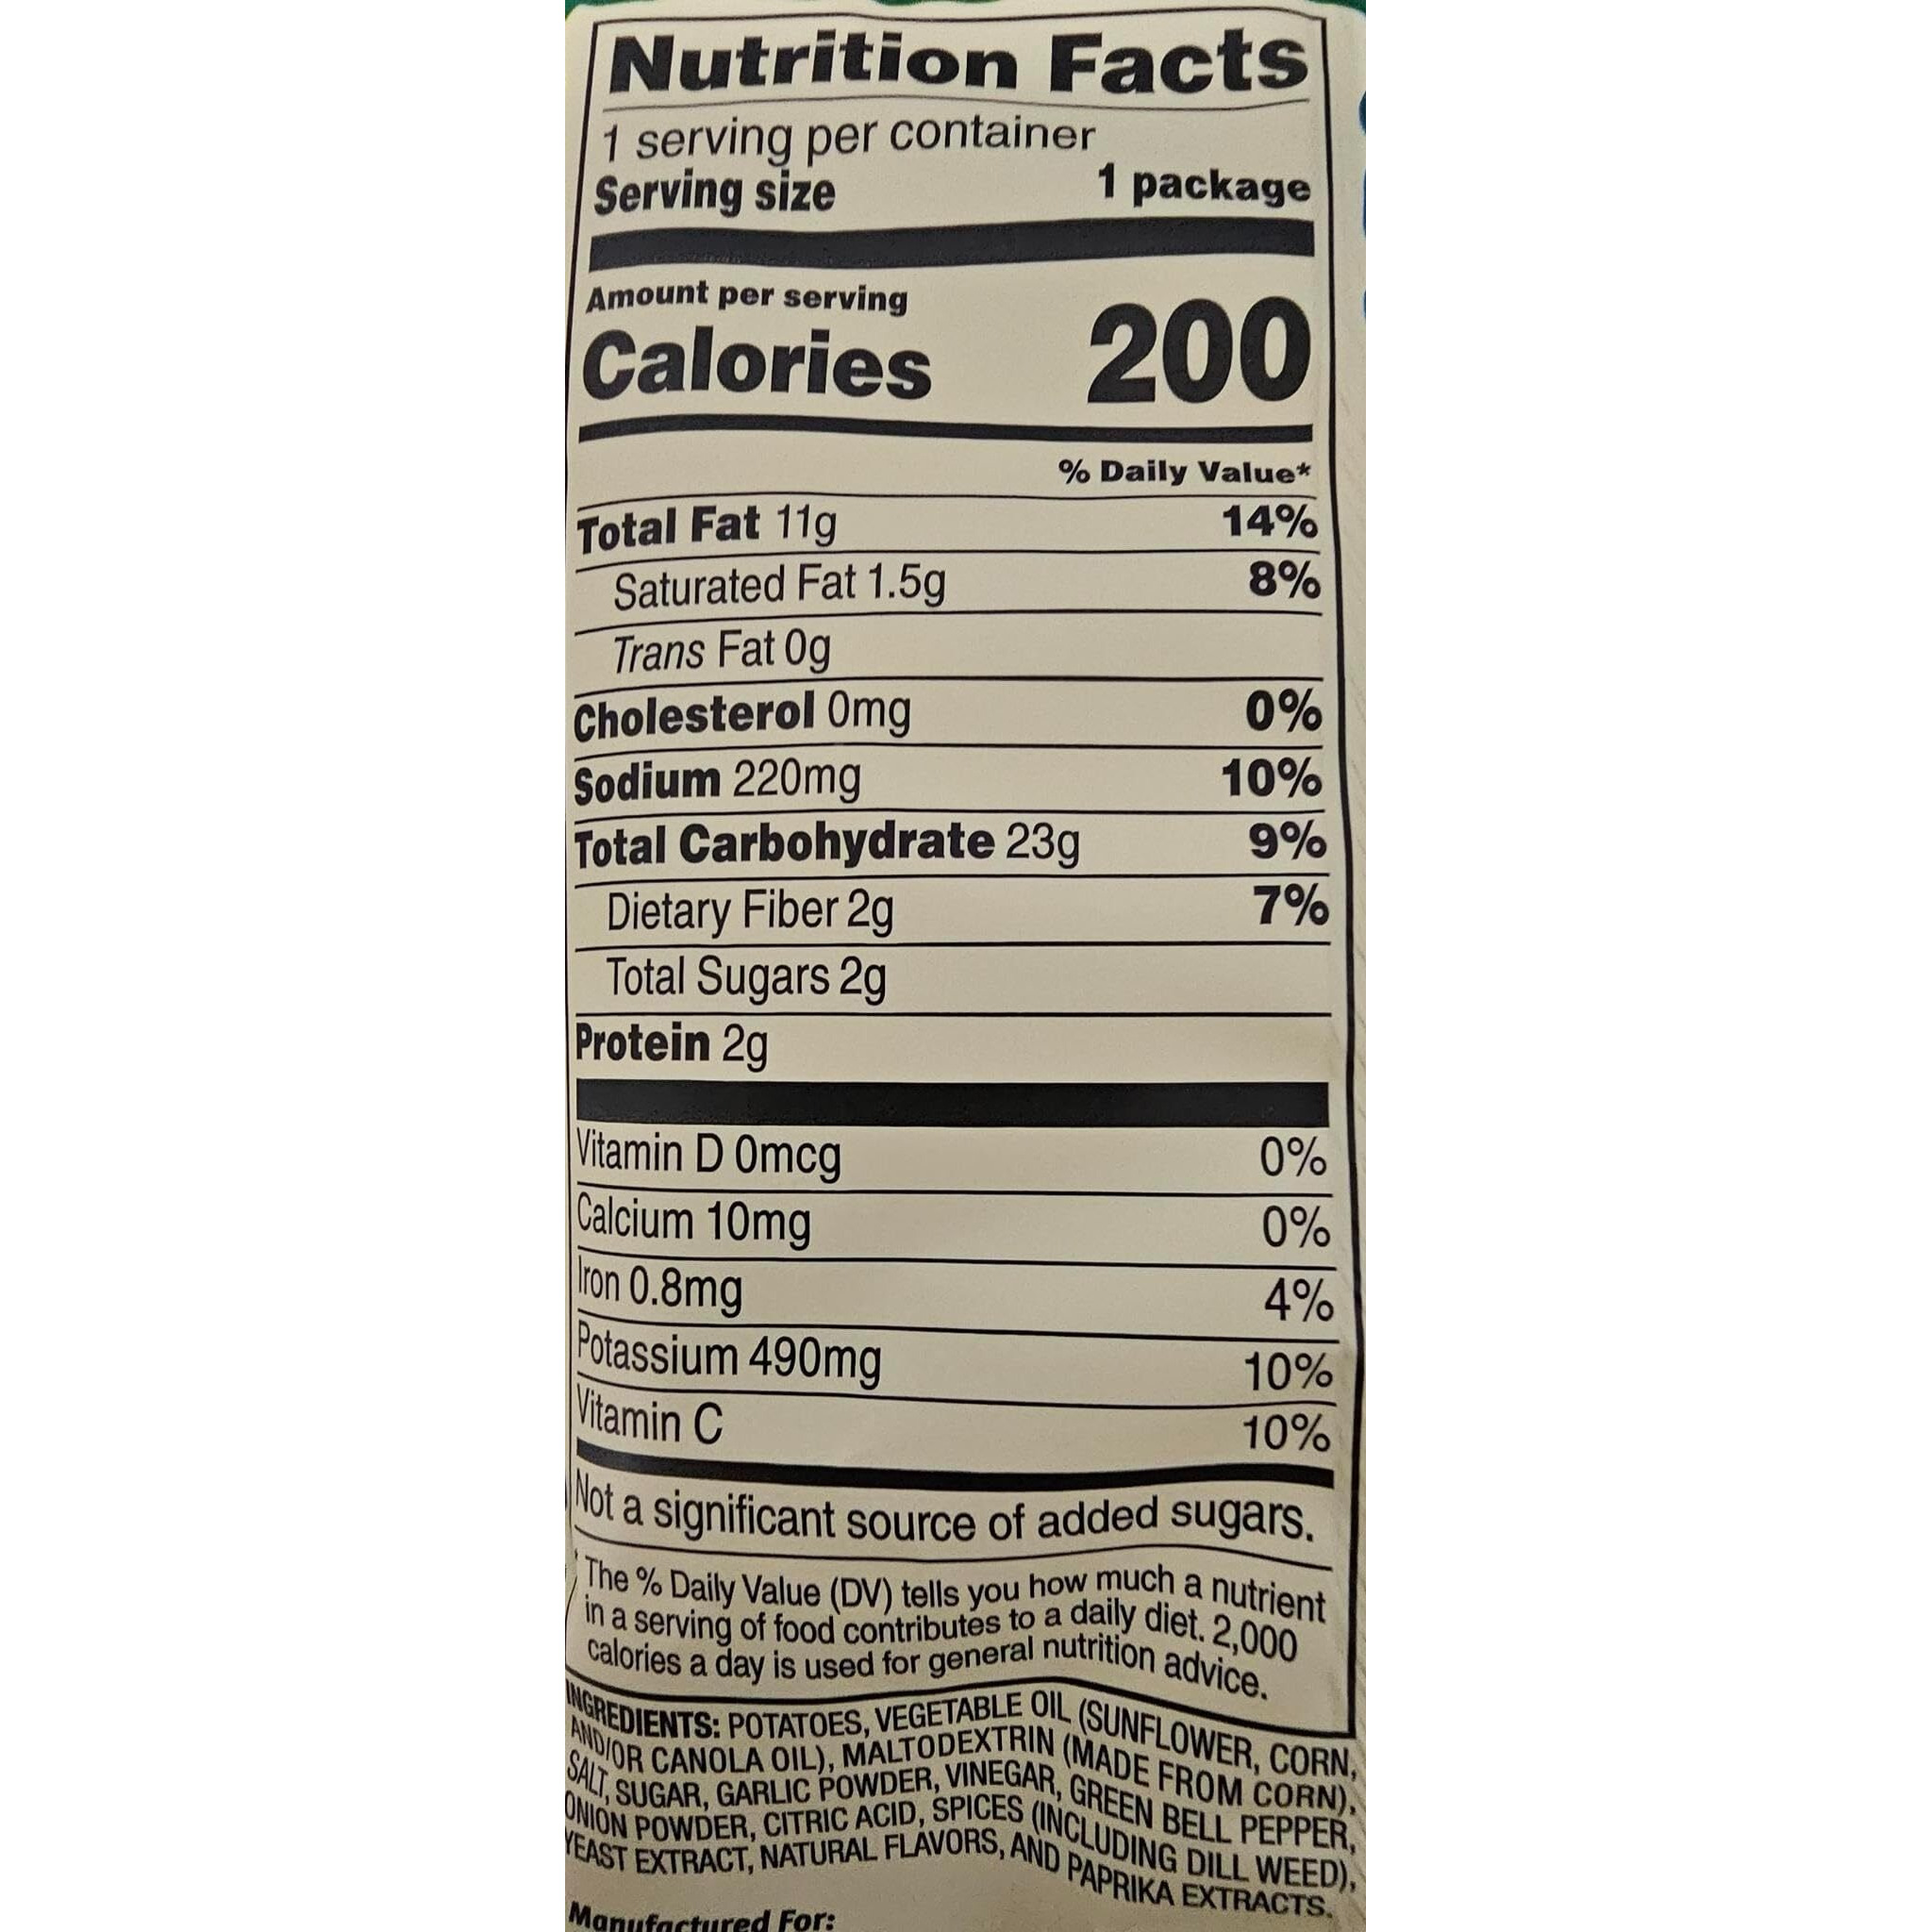 Nutrition Facts
1 serving per container
Serving size 1 package
Amount per serving
Calories 200
% Daily Value*
Total Fat 11g 14%
Saturated Fat 1.5g 8%
Trans Fat 0g
Cholesterol 0mg 0%
Sodium 220mg 10%
Total Carbohydrate 23g 9%
Dietary Fiber 2g 7%
Total Sugars 2g
Protein 2g
Vitamin D 0mcg 0%
Calcium 10mg 0%
Iron 0.8mg 4%
Potassium 490mg 10%
Vitamin C 10%
Not a significant source of added sugars.
* The % Daily Value (DV) tells you how much a nutrient
in a serving of food contributes to a daily diet. 2,000
calories a day is used for general nutrition advice.
INGREDIENTS: POTATOES, VEGETABLE OIL (SUNFLOWER, CORN,
AND/OR CANOLA OIL), MALTODEXTRIN (MADE FROM CORN),
SALT, SUGAR, GARLIC POWDER, VINEGAR, GREEN BELL PEPPER,
ONION POWDER, CITRIC ACID, SPICES (INCLUDING DILL WEED),
YEAST EXTRACT, NATURAL FLAVORS, AND PAPRIKA EXTRACTS.
Manufactured For: